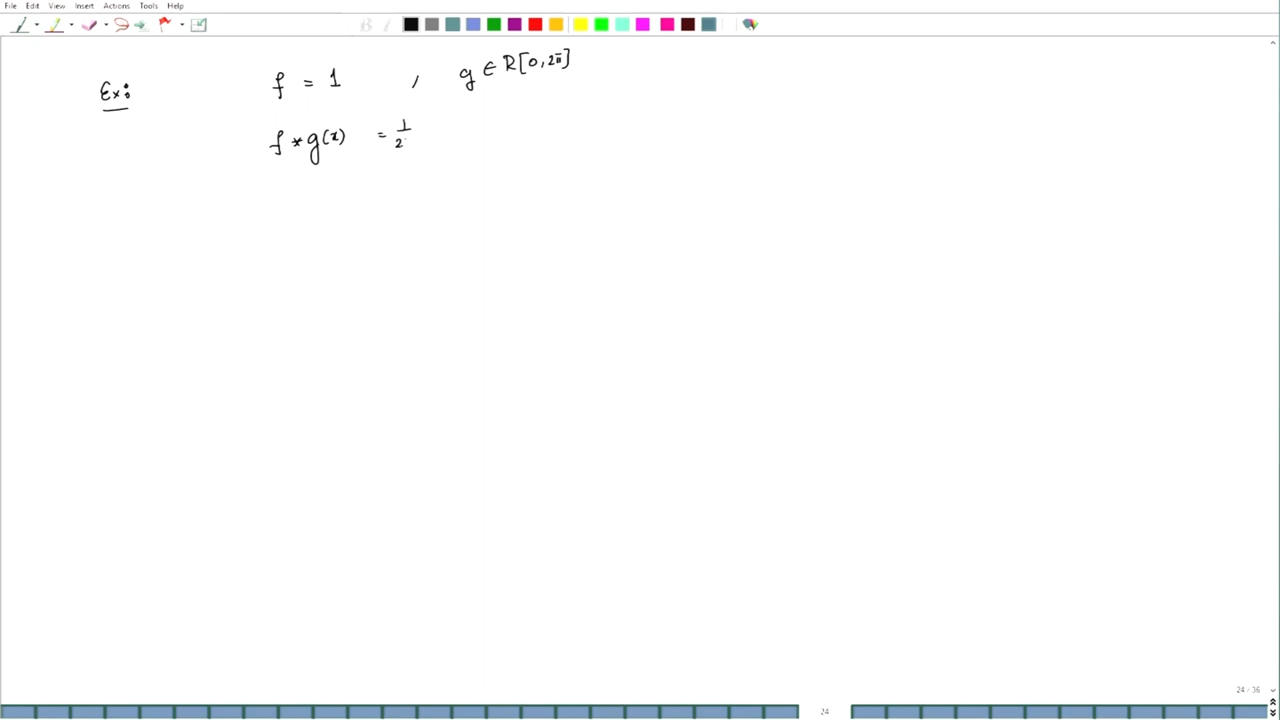 File Edit View Insert Actions Tools Help
Ex: f = 1 , g ∈ R[0, 2π]
f * g(x) = 1/2
24 / 36
24